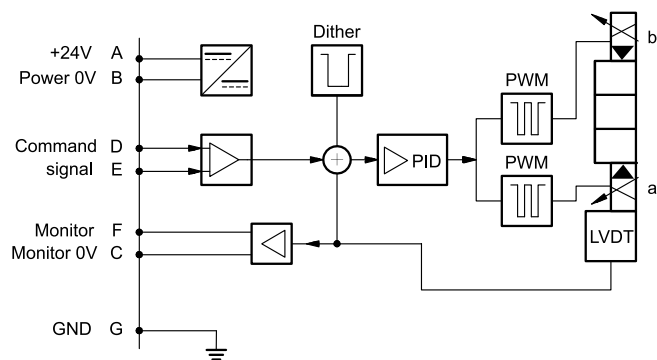 Dither
b
+24V A
Power 0V B
PWM
Command D
signal E
PID
PWM
a
Monitor F
Monitor 0V C
LVDT
GND G